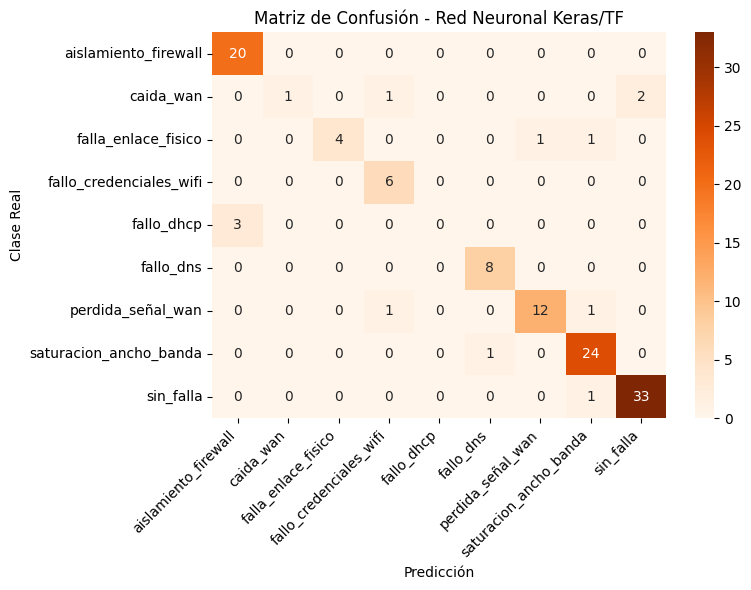 Matriz de Confusión - Red Neuronal Keras/TF
Clase Real
aislamiento_firewall 20 0 0 0 0 0 0 0 0
caida_wan 0 1 0 1 0 0 0 0 2
falla_enlace_fisico 0 0 4 0 0 0 1 1 0
fallo_credenciales_wifi 0 0 0 6 0 0 0 0 0
fallo_dhcp 3 0 0 0 0 0 0 0 0
fallo_dns 0 0 0 0 0 8 0 0 0
perdida_señal_wan 0 0 0 1 0 0 12 1 0
saturacion_ancho_banda 0 0 0 0 0 1 0 24 0
sin_falla 0 0 0 0 0 0 0 1 33
aislamiento_firewall
caida_wan
falla_enlace_fisico
fallo_credenciales_wifi
fallo_dhcp
fallo_dns
perdida_señal_wan
saturacion_ancho_banda
sin_falla
Predicción
30
25
20
15
10
5
0